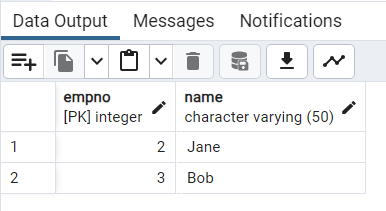 Data Output Messages Notifications
empno name
[PK] integer character varying (50)
1 2 Jane
2 3 Bob